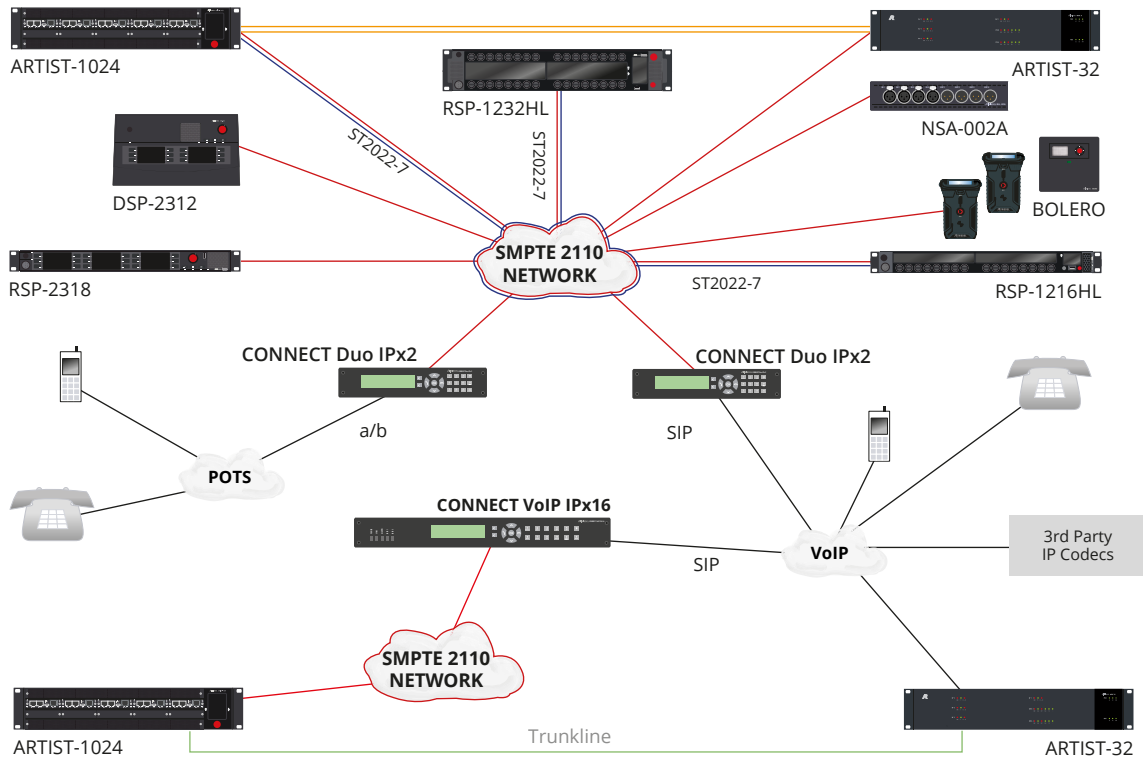 ARTIST-1024
ARTIST-32
RSP-1232HL
NSA-002A
ST2022-7
ST2022-7
DSP-2312
BOLERO
SMPTE 2110
NETWORK
RSP-2318
ST2022-7
RSP-1216HL
CONNECT Duo IPx2
CONNECT Duo IPx2
a/b
SIP
POTS
CONNECT VoIP IPx16
VoIP
SIP
3rd Party
IP Codecs
SMPTE 2110
NETWORK
Trunkline
ARTIST-1024
ARTIST-32